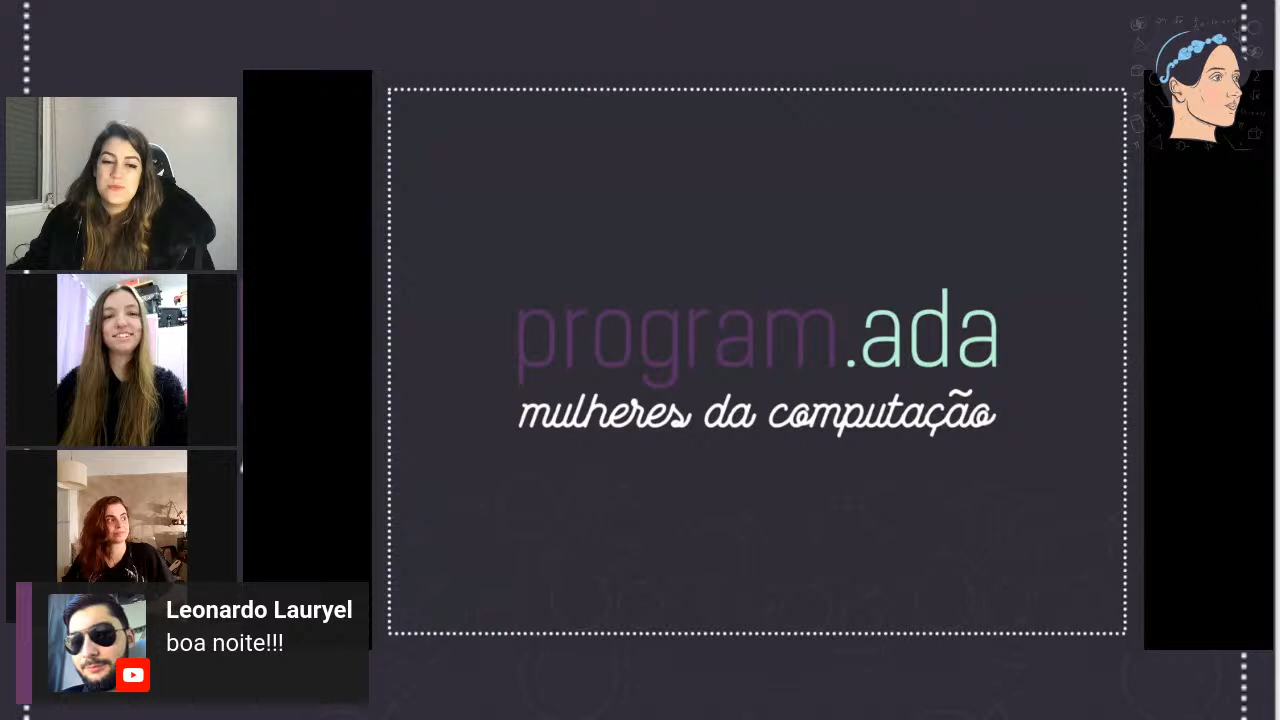 program.ada
mulheres da computação
Leonardo Lauryel
boa noite!!!